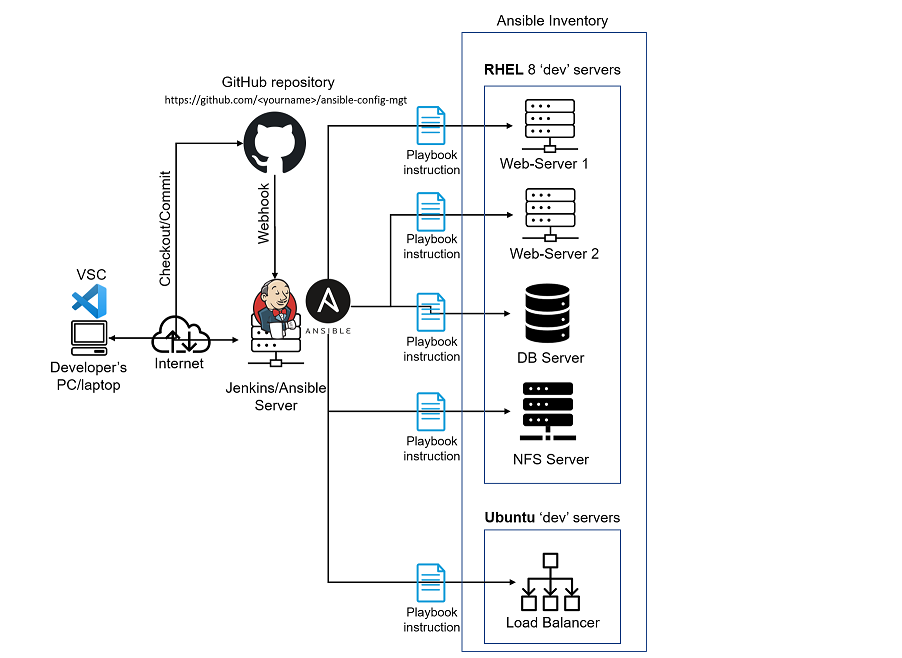 Ansible Inventory
RHEL 8 ‘dev’ servers
GitHub repository
https://github.com/<yourname>/ansible-config-mgt
Checkout/Commit
Webhook
VSC
Developer’s
PC/laptop
Internet
Jenkins/Ansible
Server
ANSIBLE
Playbook
instruction
Web-Server 1
Playbook
instruction
Web-Server 2
Playbook
instruction
DB Server
Playbook
instruction
NFS Server
Ubuntu ‘dev’ servers
Playbook
instruction
Load Balancer